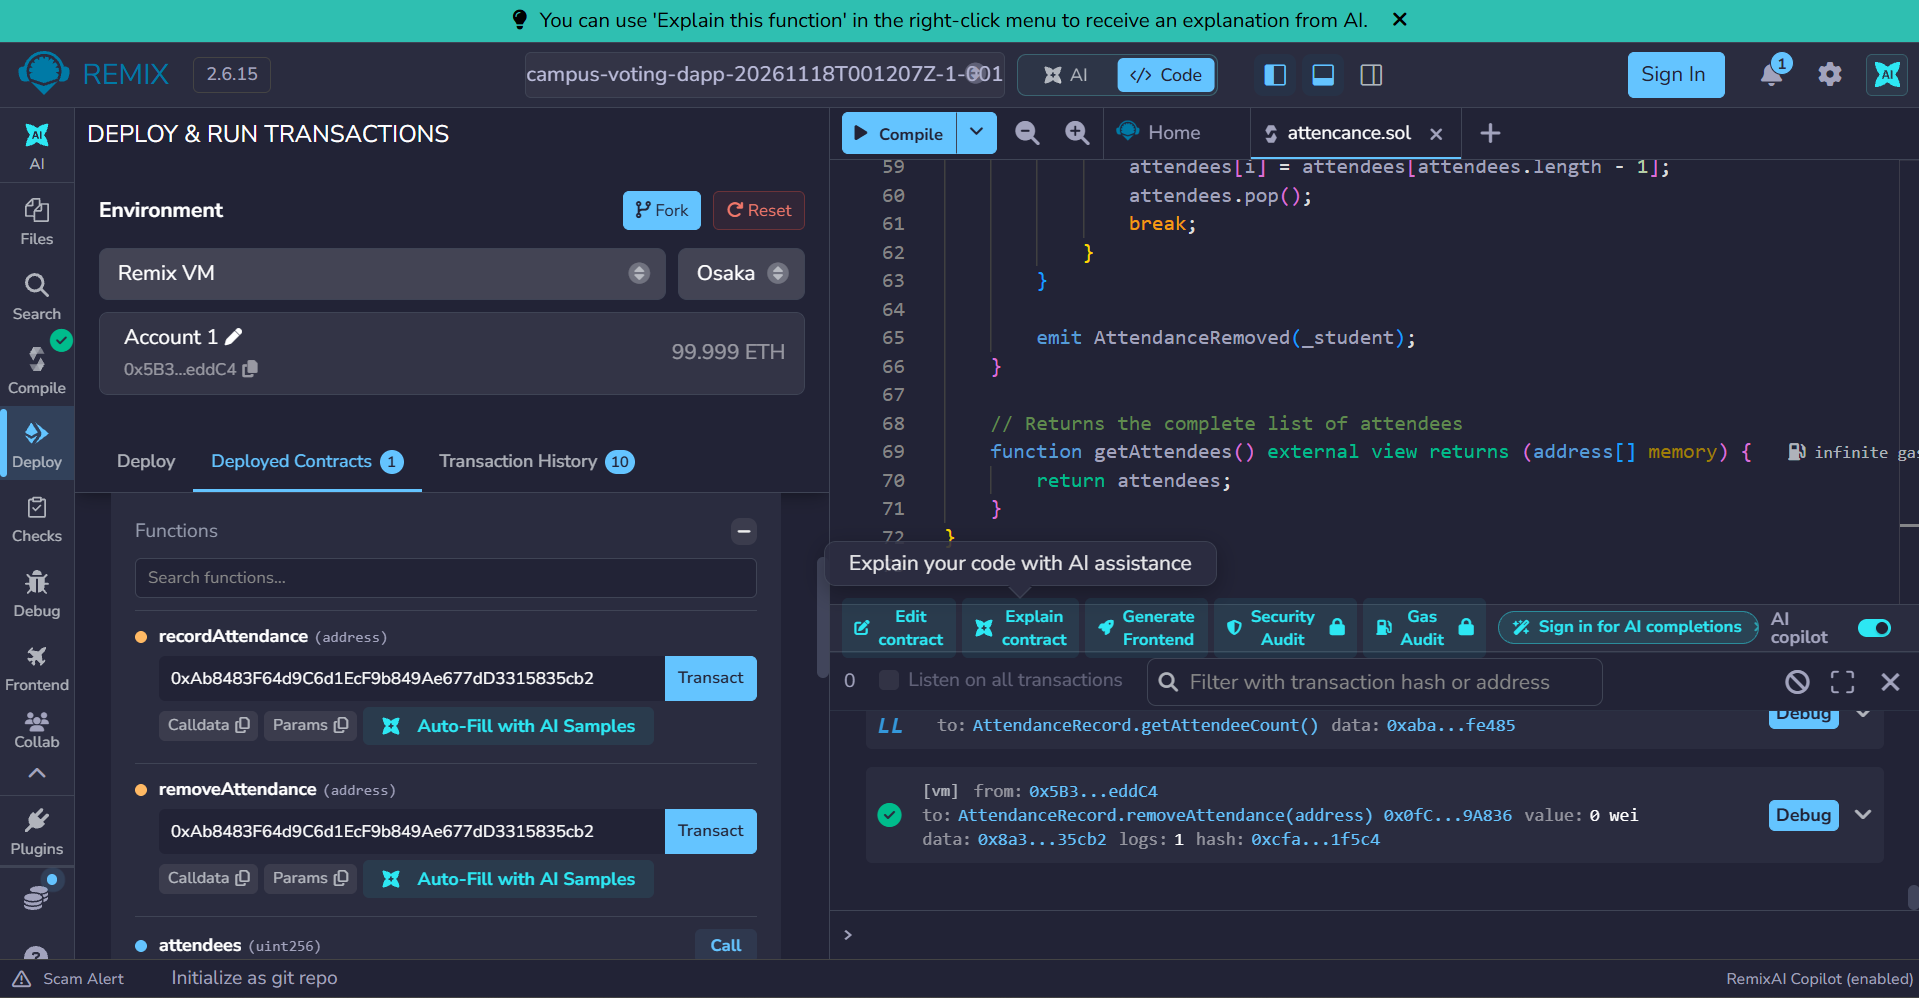 You can use 'Explain this function' in the right-click menu to receive an explanation from AI.
REMIX
2.6.15
campus-voting-dapp-20261118T001207Z-1-001
AI
Code
Sign In
1
AI
AI
AI
Files
Search
Compile
Deploy
Checks
Debug
Frontend
Collab
Plugins
DEPLOY & RUN TRANSACTIONS
Environment
Fork
Reset
Remix VM
Osaka
Account 1
0x5B3...eddC4
99.999 ETH
Deploy
Deployed Contracts 1
Transaction History 10
Functions
Search functions...
recordAttendance (address)
0xAb8483F64d9C6d1EcF9b849Ae677dD3315835cb2
Transact
Calldata
Params
Auto-Fill with AI Samples
removeAttendance (address)
0xAb8483F64d9C6d1EcF9b849Ae677dD3315835cb2
Transact
Calldata
Params
Auto-Fill with AI Samples
attendees (uint256)
Call
Compile
Home
attencance.sol
59 attendees[i] = attendees[attendees.length - 1];
60 attendees.pop();
61 break;
62 }
63 }
64
65 emit AttendanceRemoved(_student);
66 }
67
68 // Returns the complete list of attendees
69 function getAttendees() external view returns (address[] memory) { infinite gas
70 return attendees;
71 }
72 }
Explain your code with AI assistance
Edit contract
Explain contract
Generate Frontend
Security Audit
Gas Audit
Sign in for AI completions
AI copilot
0
Listen on all transactions
Filter with transaction hash or address
to: AttendanceRecord.getAttendeeCount() data: 0xaba...fe485
Debug
[vm] from: 0x5B3...eddC4
to: AttendanceRecord.removeAttendance(address) 0x0fC...9A836 value: 0 wei
data: 0x8a3...35cb2 logs: 1 hash: 0xcfa...1f5c4
Debug
>
Scam Alert
Initialize as git repo
RemixAI Copilot (enabled)